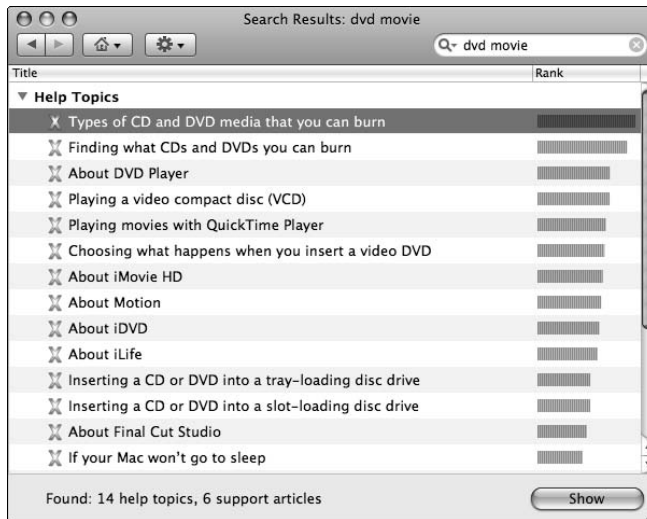 Search Results: dvd movie
dvd movie
Title Rank
Help Topics
Types of CD and DVD media that you can burn
Finding what CDs and DVDs you can burn
About DVD Player
Playing a video compact disc (VCD)
Playing movies with QuickTime Player
Choosing what happens when you insert a video DVD
About iMovie HD
About Motion
About iDVD
About iLife
Inserting a CD or DVD into a tray-loading disc drive
Inserting a CD or DVD into a slot-loading disc drive
About Final Cut Studio
If your Mac won't go to sleep
Found: 14 help topics, 6 support articles Show